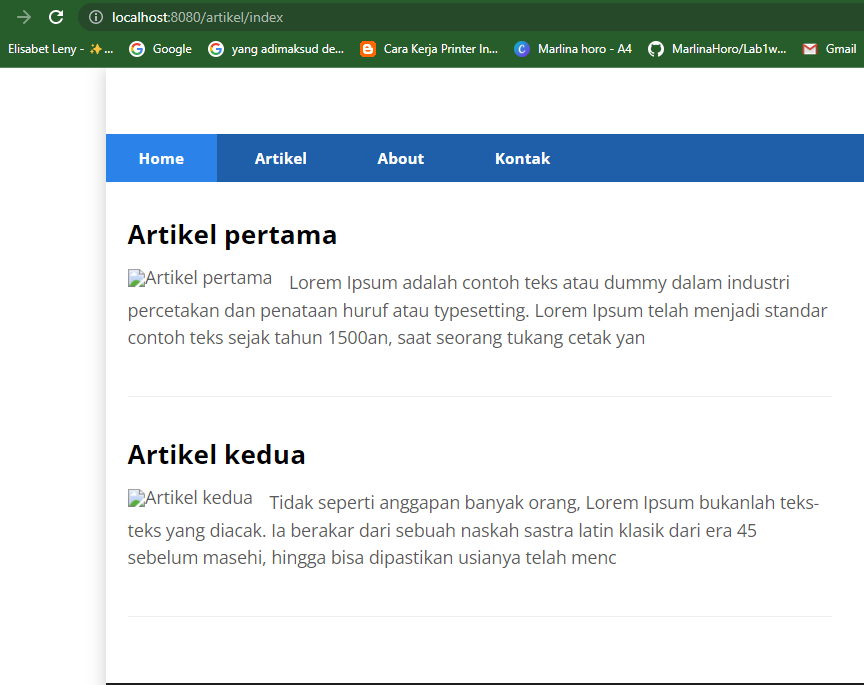 localhost:8080/artikel/index
Elisabet Leny - ✨... Google yang adimaksud de... Cara Kerja Printer In... Marlina horo - A4 MarlinaHoro/Lab1w... Gmail
Home Artikel About Kontak
Artikel pertama
Artikel pertama Lorem Ipsum adalah contoh teks atau dummy dalam industri
percetakan dan penataan huruf atau typesetting. Lorem Ipsum telah menjadi standar
contoh teks sejak tahun 1500an, saat seorang tukang cetak yan
Artikel kedua
Artikel kedua Tidak seperti anggapan banyak orang, Lorem Ipsum bukanlah teks-
teks yang diacak. Ia berakar dari sebuah naskah sastra latin klasik dari era 45
sebelum masehi, hingga bisa dipastikan usianya telah menc